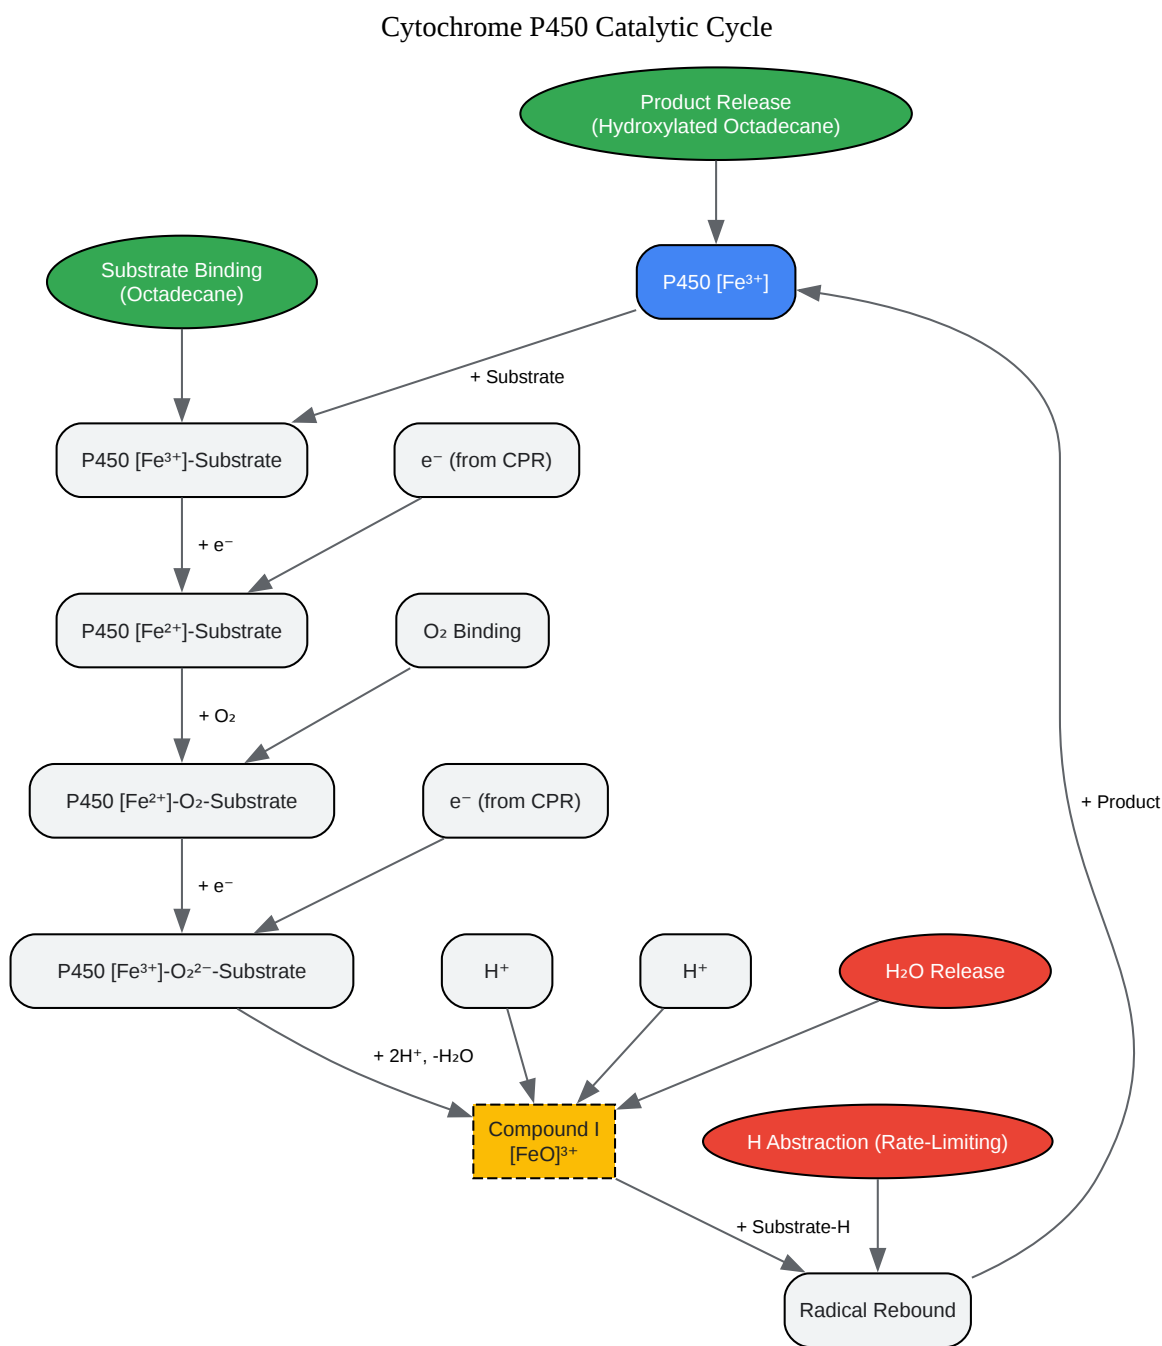 Cytochrome P450 Catalytic Cycle
Product Release
(Hydroxylated Octadecane)
Substrate Binding
(Octadecane)
P450 [Fe³⁺]
+ Substrate
P450 [Fe³⁺]-Substrate
e⁻ (from CPR)
+ e⁻
P450 [Fe²⁺]-Substrate
O₂ Binding
+ O₂
P450 [Fe²⁺]-O₂-Substrate
e⁻ (from CPR)
+ Product
+ e⁻
P450 [Fe³⁺]-O₂²⁻-Substrate
H⁺
H⁺
H₂O Release
+ 2H⁺, -H₂O
Compound I
[FeO]³⁺
H Abstraction (Rate-Limiting)
+ Substrate-H
Radical Rebound